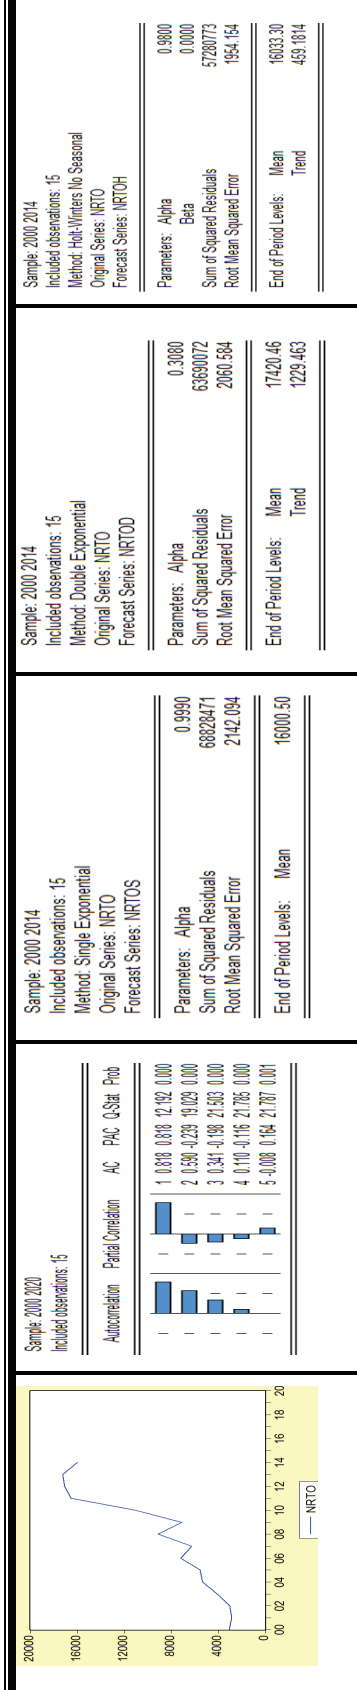 20000
16000
12000
8000
4000
0
00 02 04 06 08 10 12 14 16 18 20
NRTO
Sample: 2000 2020
Included observations: 15
Autocorrelation Partial Correlation AC PAC Q-Stat Prob
1 0.818 0.818 12.192 0.000
2 0.590 -0.239 19.029 0.000
3 0.341 -0.198 21.503 0.000
4 0.110 -0.116 21.785 0.000
5 -0.008 0.164 21.787 0.001
Sample: 2000 2014
Included observations: 15
Method: Single Exponential
Original Series: NRTO
Forecast Series: NRTOS
Parameters: Alpha 0.9990
Sum of Squared Residuals 68828471
Root Mean Squared Error 2142.094
End of Period Levels: Mean 16000.50
Sample: 2000 2014
Included observations: 15
Method: Double Exponential
Original Series: NRTO
Forecast Series: NRTOD
Parameters: Alpha 0.3080
Sum of Squared Residuals 63690072
Root Mean Squared Error 2060.584
End of Period Levels: Mean 17420.46
Trend 1229.463
Sample: 2000 2014
Included observations: 15
Method: Holt-Winters No Seasonal
Original Series: NRTO
Forecast Series: NRTOH
Parameters: Alpha 0.9800
Beta 0.0000
Sum of Squared Residuals 57280773
Root Mean Squared Error 1954.154
End of Period Levels: Mean 16033.30
Trend 459.1814